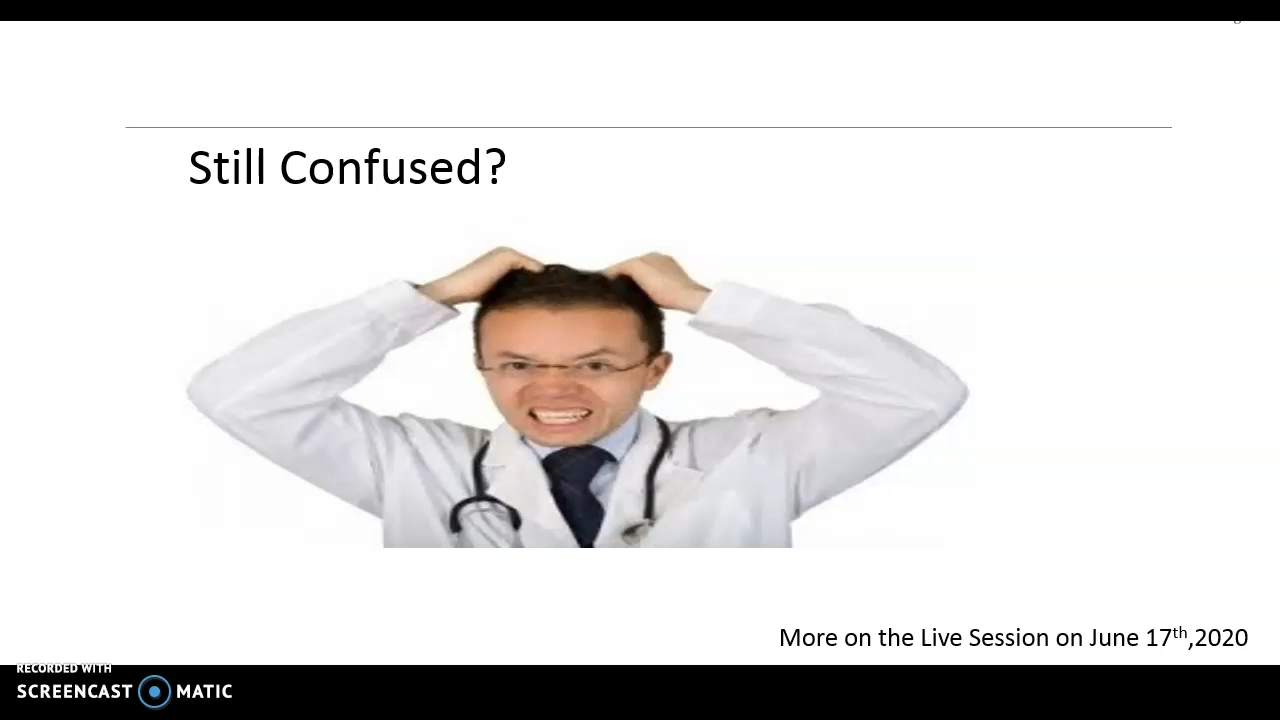 Still Confused?
More on the Live Session on June 17th,2020
RECORDED WITH
SCREENCAST MATIC